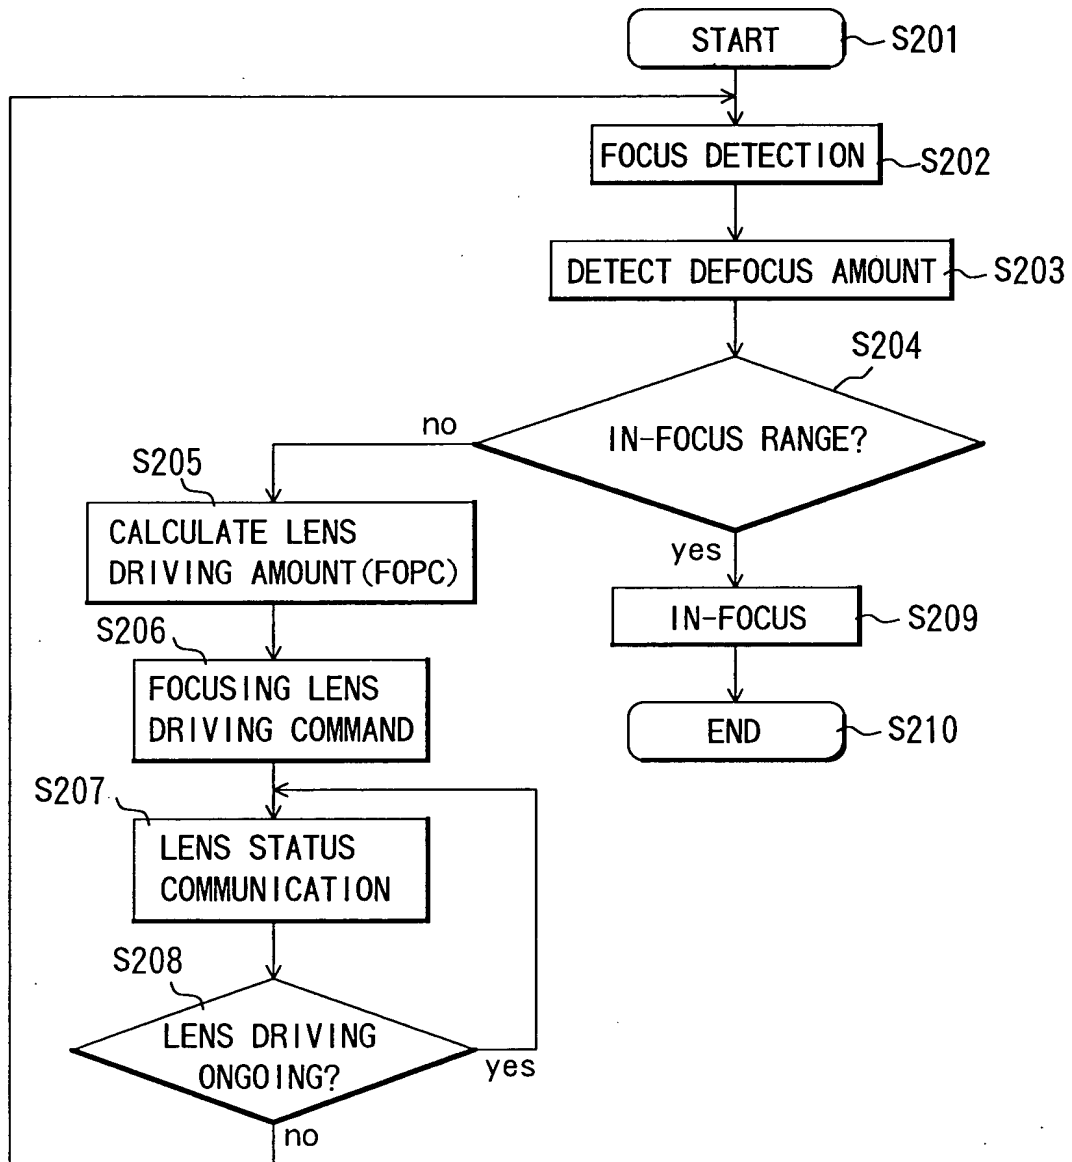 START
S201
FOCUS DETECTION
S202
DETECT DEFOCUS AMOUNT
S203
S204
IN-FOCUS RANGE?
no
yes
S205
CALCULATE LENS
DRIVING AMOUNT(FOPC)
S206
FOCUSING LENS
DRIVING COMMAND
S207
LENS STATUS
COMMUNICATION
S208
LENS DRIVING
ONGOING?
yes
no
IN-FOCUS
S209
END
S210